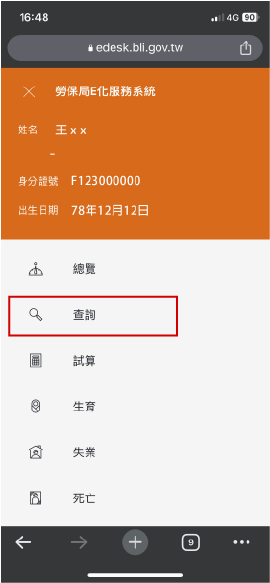 16:48
4G 90
edesk.bli.gov.tw
勞保局E化服務系統
姓名 王 x x
–
身分證號 F123000000
出生日期 78年12月12日
總覽
查詢
試算
生育
失業
死亡
9